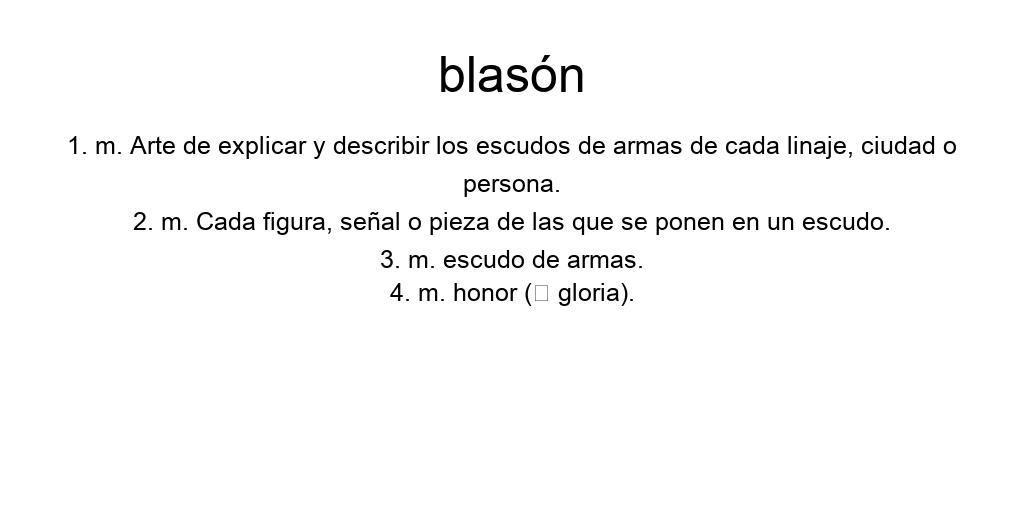 blasón
1. m. Arte de explicar y describir los escudos de armas de cada linaje, ciudad o
persona.
2. m. Cada figura, señal o pieza de las que se ponen en un escudo.
3. m. escudo de armas.
4. m. honor (□ gloria).